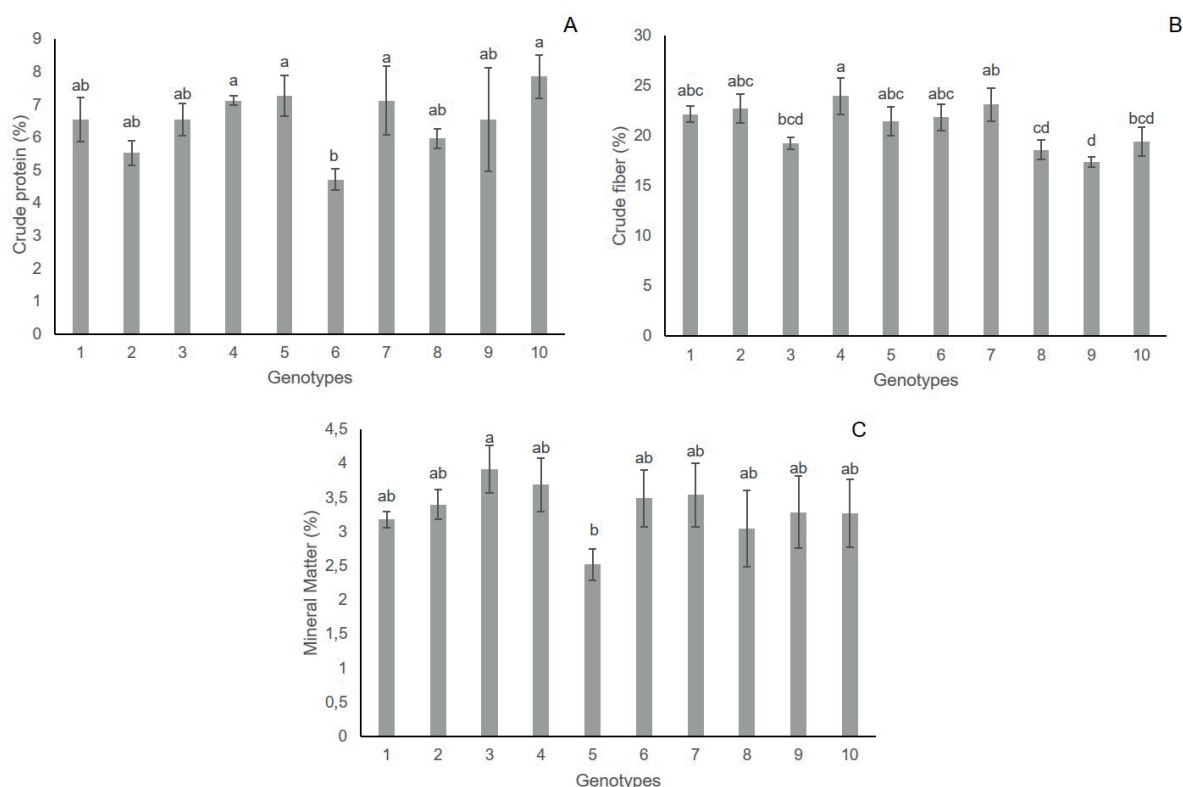 A
Crude protein (%)
9
8
7
6
5
4
3
2
1
0
ab
ab
ab
a
a
b
a
ab
ab
a
1 2 3 4 5 6 7 8 9 10
Genotypes
B
Crude fiber (%)
30
25
20
15
10
5
0
abc
abc
bcd
a
abc
abc
ab
cd
d
bcd
1 2 3 4 5 6 7 8 9 10
Genotypes
C
Mineral Matter (%)
4,5
4
3,5
3
2,5
2
1,5
1
0,5
0
ab
ab
a
ab
b
ab
ab
ab
ab
ab
1 2 3 4 5 6 7 8 9 10
Genotypes